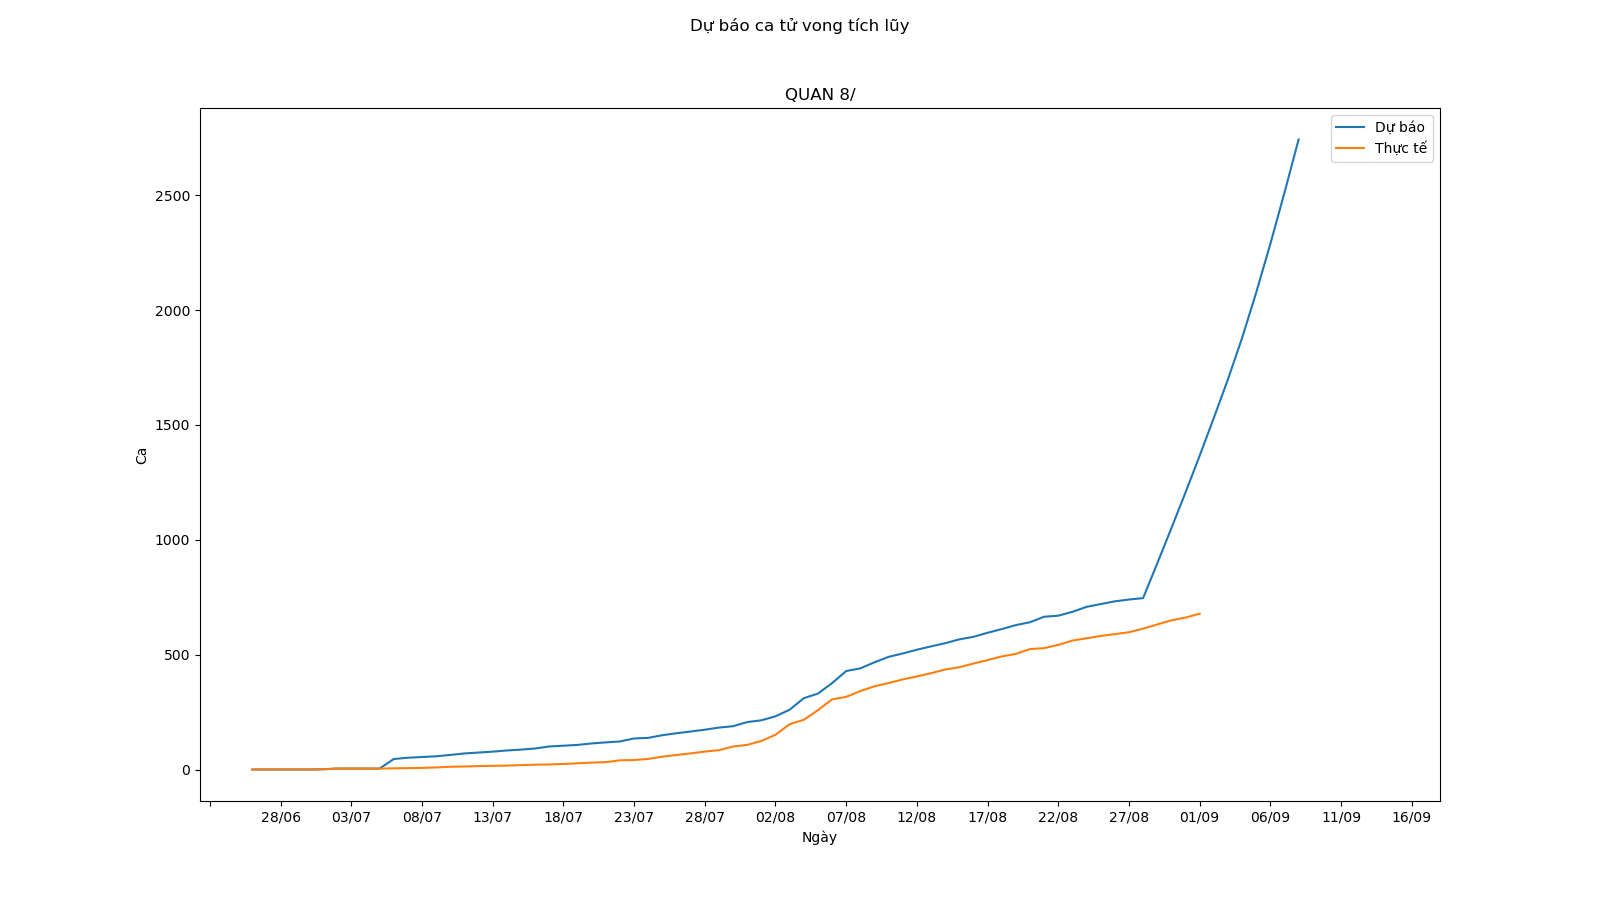 Dự báo ca tử vong tích lũy
QUAN 8/
Dự báo
Thực tế
2500
2000
1500
1000
500
0
Ca
28/06 03/07 08/07 13/07 18/07 23/07 28/07 02/08 07/08 12/08 17/08 22/08 27/08 01/09 06/09 11/09 16/09
Ngày